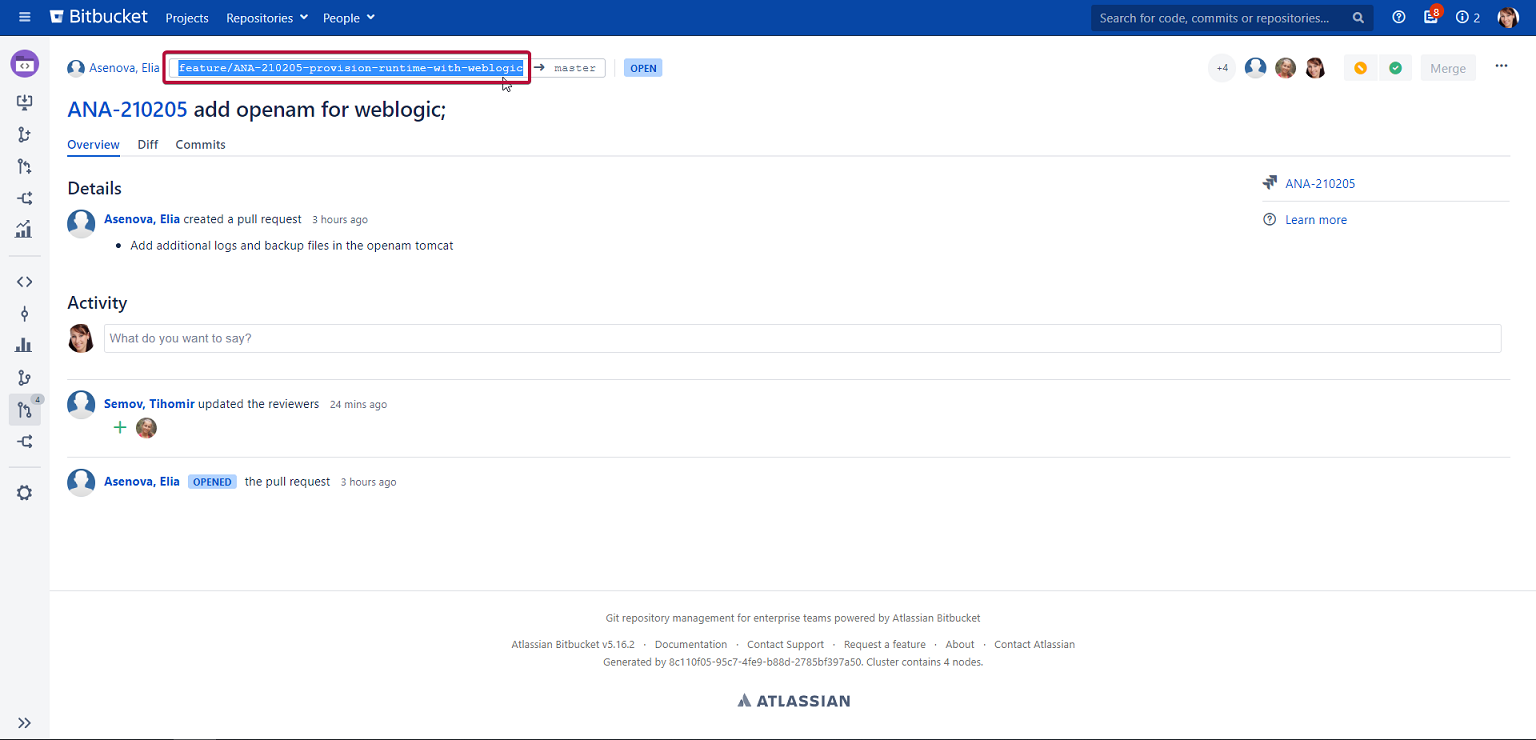 Bitbucket Projects Repositories People Search for code, commits or repositories... 8 2
Asenova, Elia feature/ANA-210205-provision-runtime-with-weblogic → master OPEN +4 Merge
ANA-210205 add openam for weblogic;
Overview Diff Commits
Details
ANA-210205
Asenova, Elia created a pull request 3 hours ago
Learn more
• Add additional logs and backup files in the openam tomcat
Activity
What do you want to say?
4
Semov, Tihomir updated the reviewers 24 mins ago
Asenova, Elia OPENED the pull request 3 hours ago
Git repository management for enterprise teams powered by Atlassian Bitbucket
Atlassian Bitbucket v5.16.2 · Documentation · Contact Support · Request a feature · About · Contact Atlassian
Generated by 8c110f05-95c7-4fe9-b88d-2785bf397a50. Cluster contains 4 nodes.
ATLASSIAN